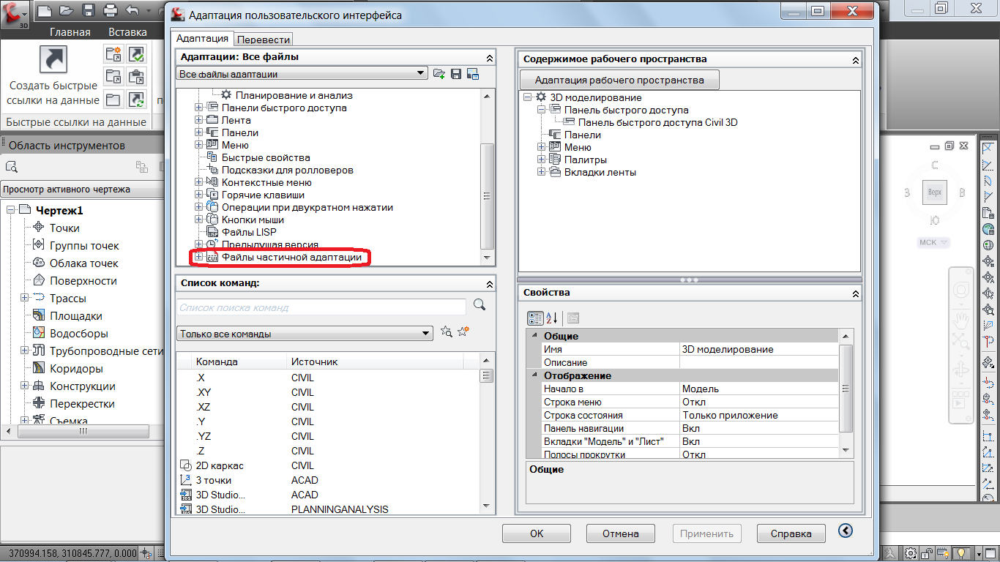 Адаптация пользовательского интерфейса
3D
Главная
Вставка
Создать быстрые
ссылки на данные
Быстрые ссылки на данные
Область инструментов
Просмотр активного чертежа
Чертеж1
Точки
Группы точек
Облака точек
Поверхности
Трассы
Площадки
Водосборы
Трубопроводные сети
Коридоры
Конструкции
Перекрестки
Съемка
370994.158, 310845.777, 0.000
Адаптация
Перевести
Адаптации: Все файлы
Все файлы адаптации
Планирование и анализ
Панели быстрого доступа
Лента
Панели
Меню
Быстрые свойства
Подсказки для ролловеров
Контекстные меню
Горячие клавиши
Операции при двукратном нажатии
Кнопки мыши
Файлы LISP
Предыдущая версия
CUI Файлы частичной адаптации
Список команд:
Список поиска команд
Только все команды
Команда Источник
.X CIVIL
.XY CIVIL
.XZ CIVIL
.Y CIVIL
.YZ CIVIL
.Z CIVIL
2D каркас CIVIL
3 точки ACAD
3D Studio... ACAD
3D Studio... PLANNINGANALYSIS
Содержимое рабочего пространства
Адаптация рабочего пространства
3D моделирование
Панель быстрого доступа
Панель быстрого доступа Civil 3D
Панели
Меню
Палитры
Вкладки ленты
Свойства
Общие
Имя 3D моделирование
Описание
Отображение
Начало в Модель
Строка меню Откл
Строка состояния Только приложение
Панель навигации Вкл
Вкладки "Модель" и "Лист" Вкл
Полосы прокрутки Откл
Общие
OK
Отмена
Применить
Справка
С
З Верх В
Ю
МСК